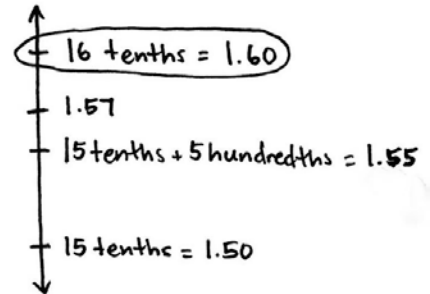 16 tenths = 1.60
1.57
15 tenths + 5 hundredths = 1.55
15 tenths = 1.50